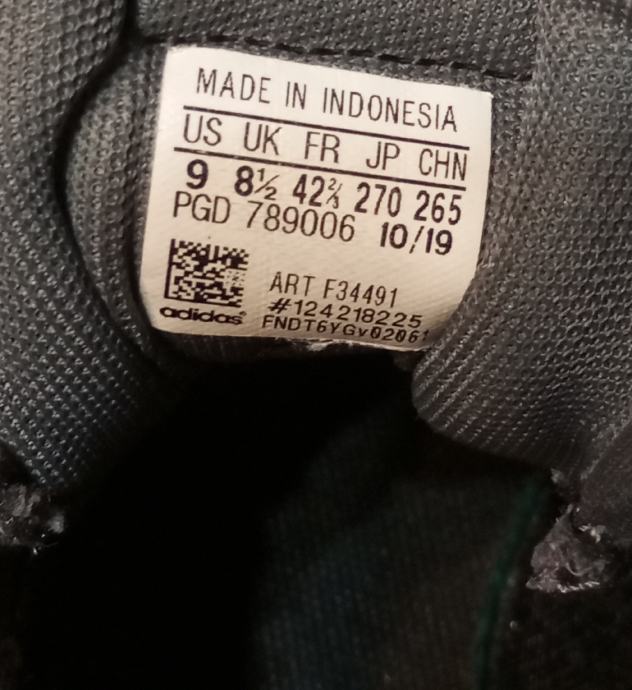 MADE IN INDONESIA
US UK FR JP CHN
9 8½ 42⅔ 270 265
PGD 789006 10/19
ART F34491
#124218225
adidas FNDT6YGv02061